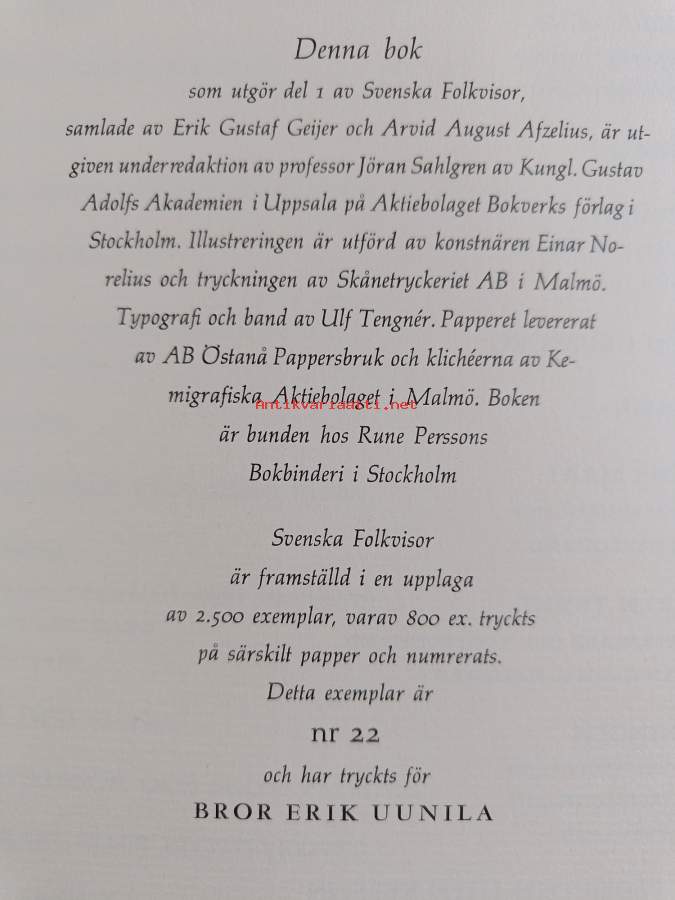 Denna bok
som utgör del 1 av Svenska Folkvisor,
samlade av Erik Gustaf Geijer och Arvid August Afzelius, är ut-
given under redaktion av professor Jöran Sahlgren av Kungl. Gustav
Adolfs Akademien i Uppsala på Aktiebolaget Bokverks förlag i
Stockholm. Illustreringen är utförd av konstnären Einar No-
relius och tryckningen av Skånetryckeriet AB i Malmö.
Typografi och band av Ulf Tengnér. Papperet levererat
av AB Östanå Pappersbruk och klichéerna av Ke-
migrafiska Aktiebolaget i Malmö. Boken
Antikvariaatti.net
är bunden hos Rune Perssons
Bokbinderi i Stockholm
Svenska Folkvisor
är framställd i en upplaga
av 2.500 exemplar, varav 800 ex. tryckts
på särskilt papper och numrerats.
Detta exemplar är
nr 22
och har tryckts för
BROR ERIK UUNILA